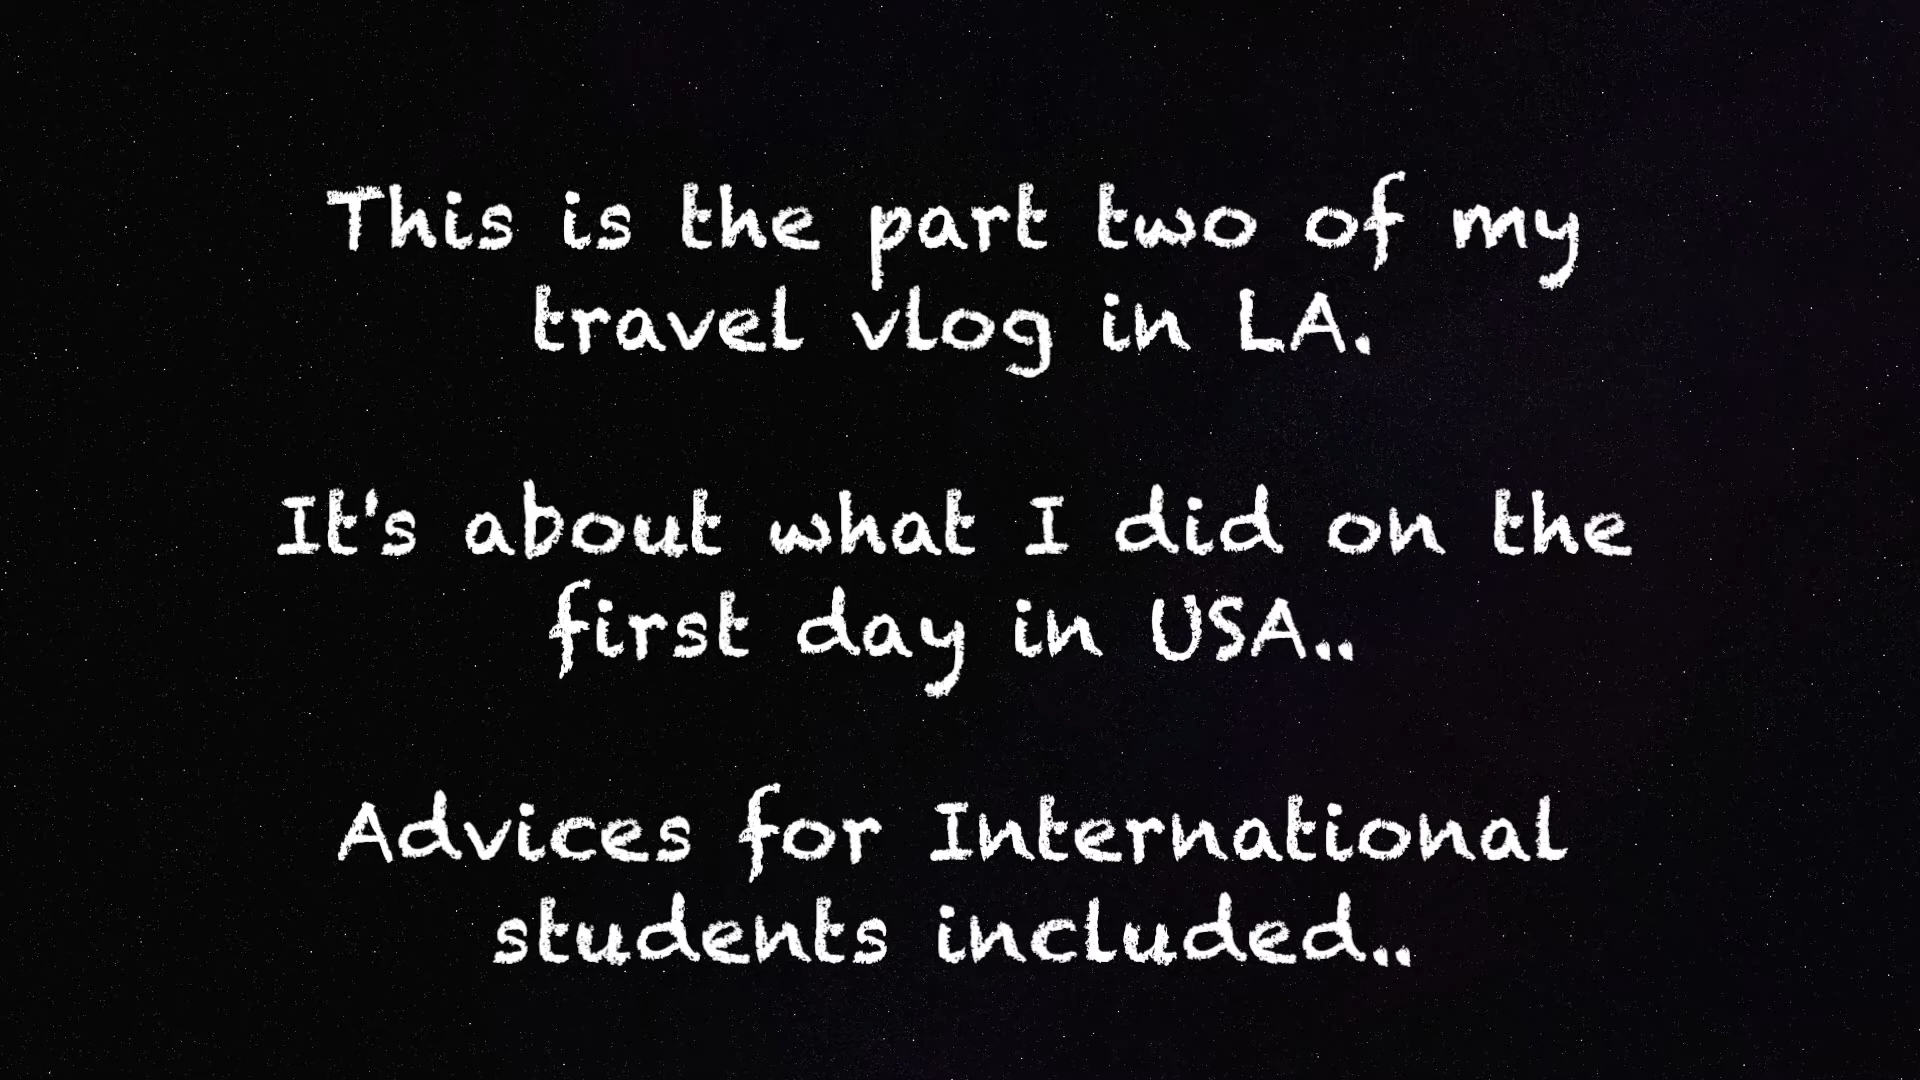 This is the part two of my
travel vlog in LA.
It's about what I did on the
first day in USA..
Advices for International
students included..